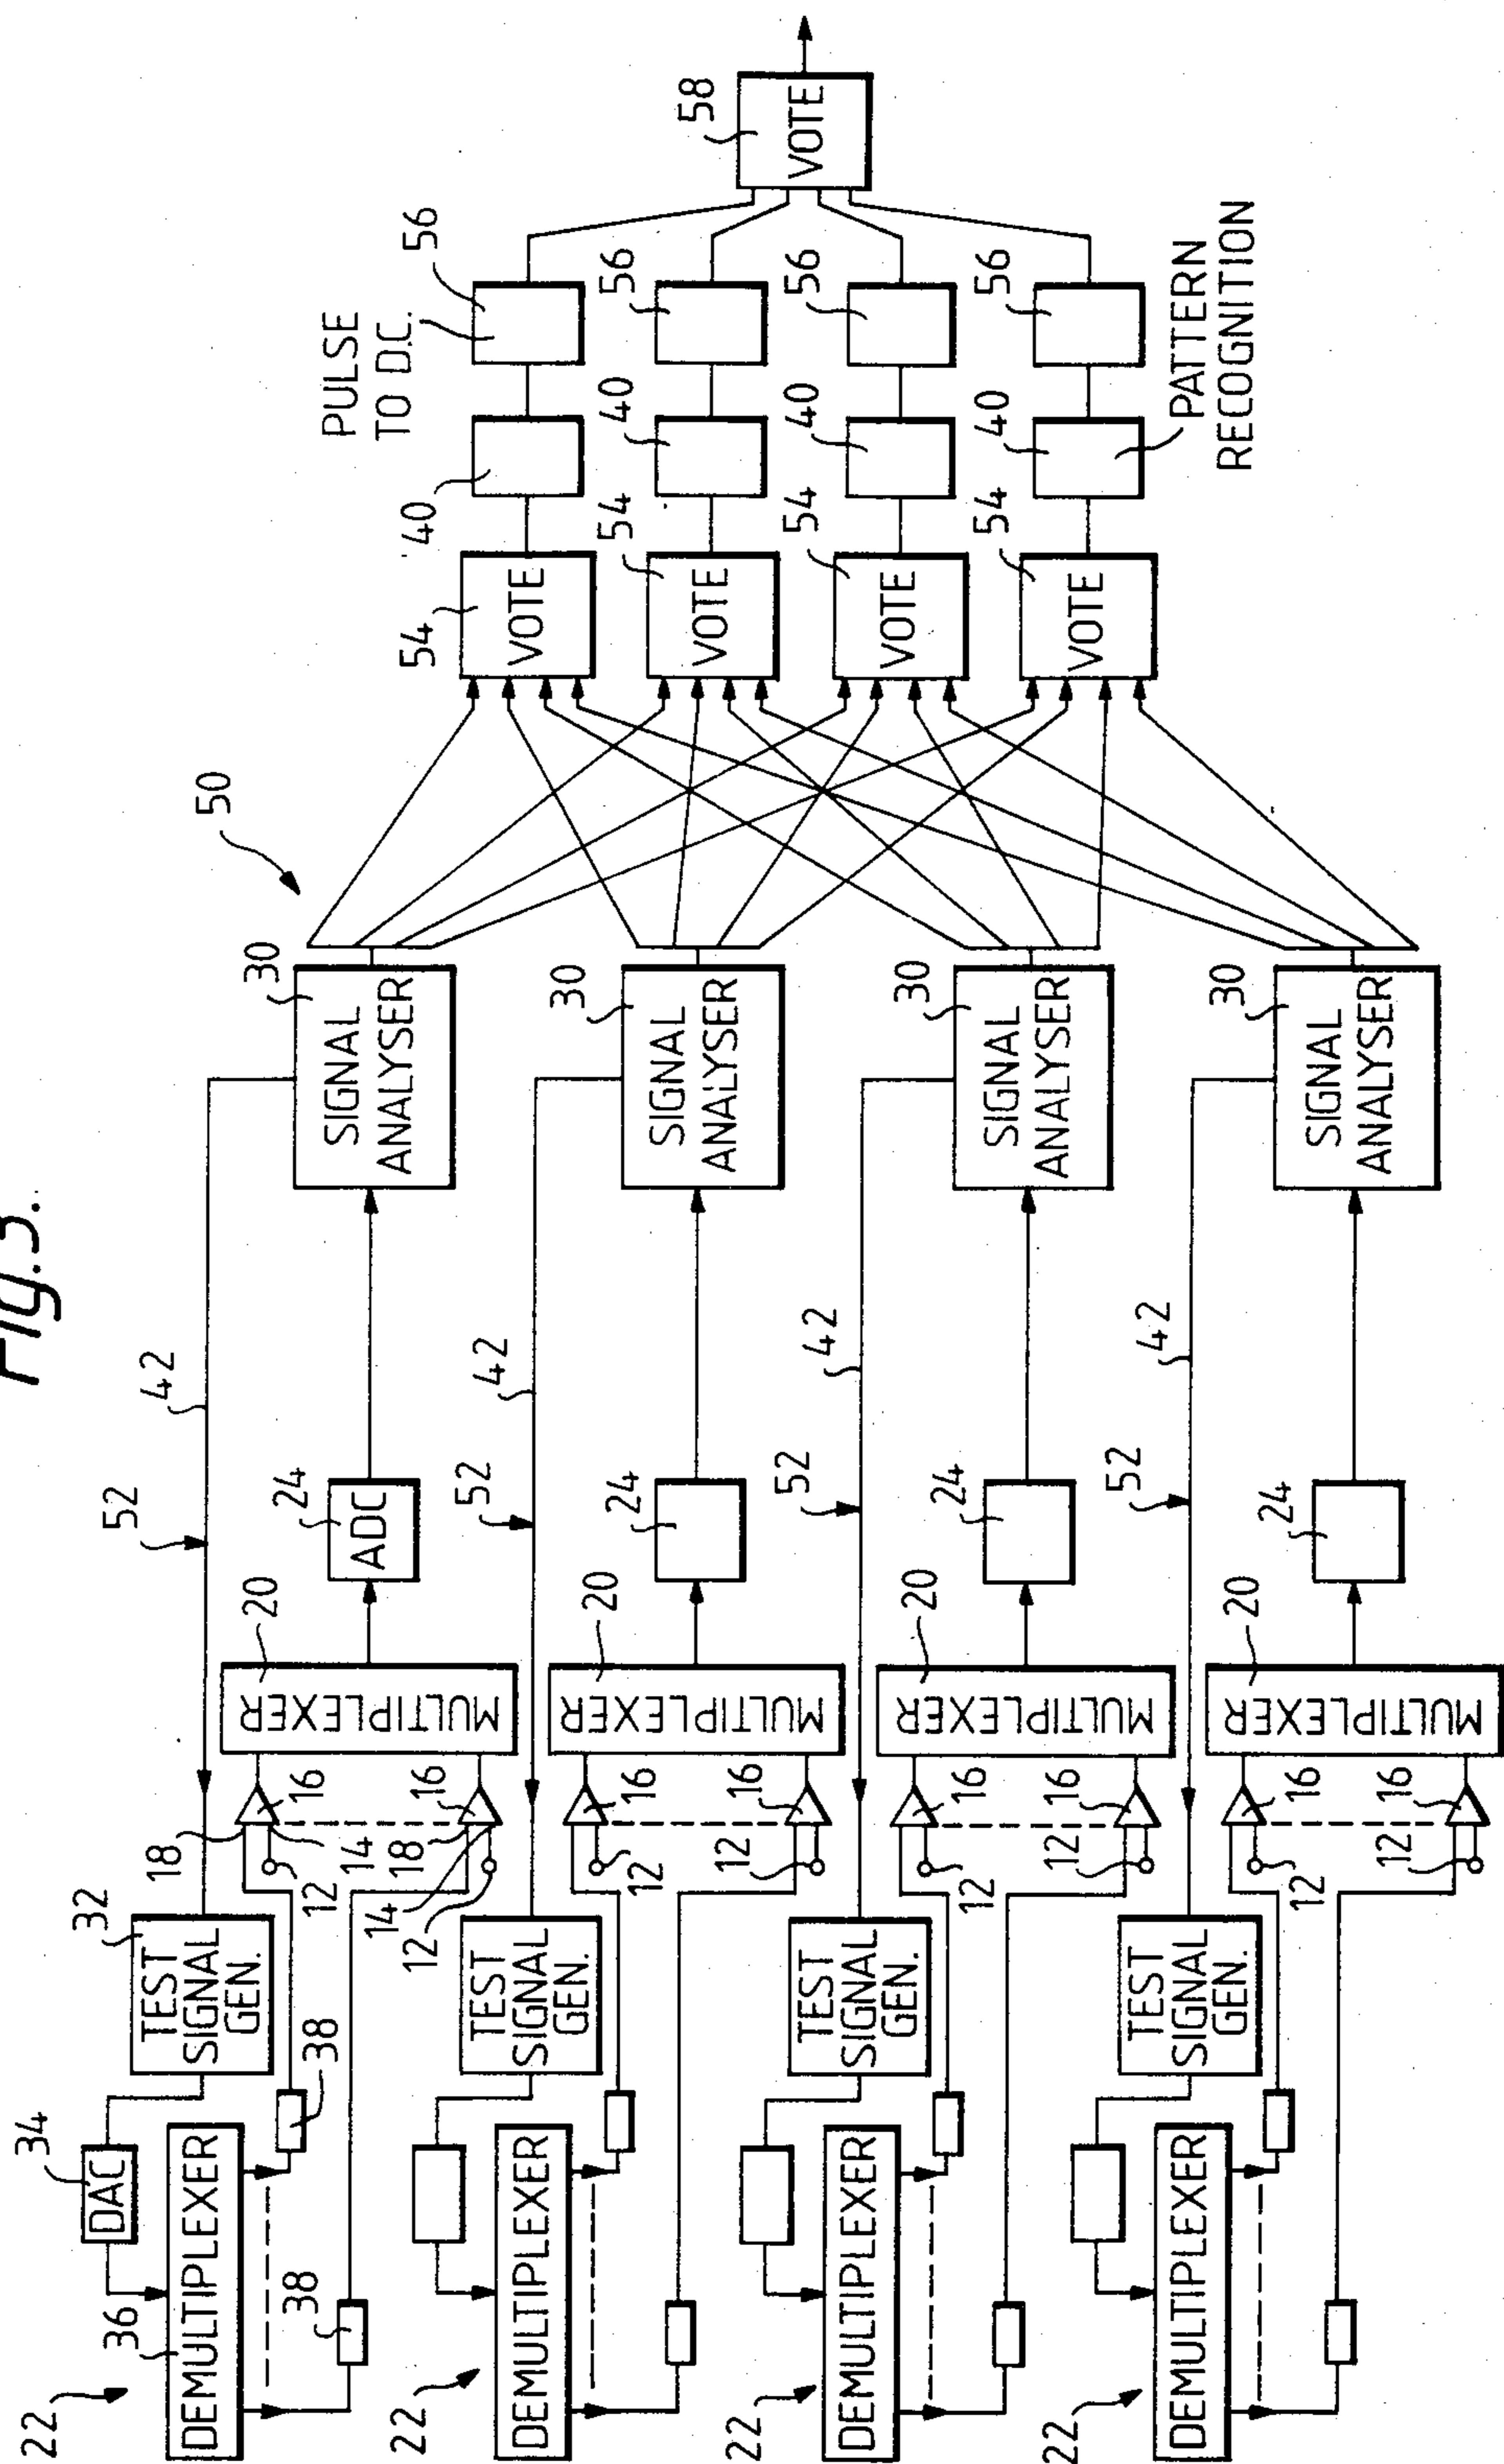 Fig.3.
22
36
34
DAC
DEMULTIPLEXER
38
38
32
TEST
SIGNAL
GEN.
18
12
14
16
18
14
12
16
MULTIPLEXER
20
24
ADC
52
42
30
SIGNAL
ANALYSER
50
22
DEMULTIPLEXER
TEST
SIGNAL
GEN.
12
16
12
16
MULTIPLEXER
20
24
52
42
30
SIGNAL
ANALYSER
22
DEMULTIPLEXER
TEST
SIGNAL
GEN.
12
16
12
16
MULTIPLEXER
20
24
52
42
30
SIGNAL
ANALYSER
22
DEMULTIPLEXER
TEST
SIGNAL
GEN.
12
16
12
16
MULTIPLEXER
20
24
52
42
30
SIGNAL
ANALYSER
54
VOTE
40
PULSE
TO D.C.
56
54
VOTE
40
56
54
VOTE
40
56
54
VOTE
40
56
PATTERN
RECOGNITION
58
VOTE